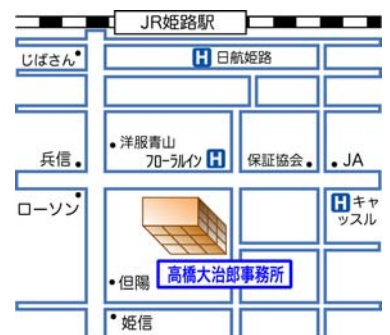 JR姫路駅
じばさん
H 日航姫路
洋服青山
フローラルイン H
兵信
保証協会
JA
ローソン
H キャ
ッスル
高橋大治郎事務所
但陽
姫信